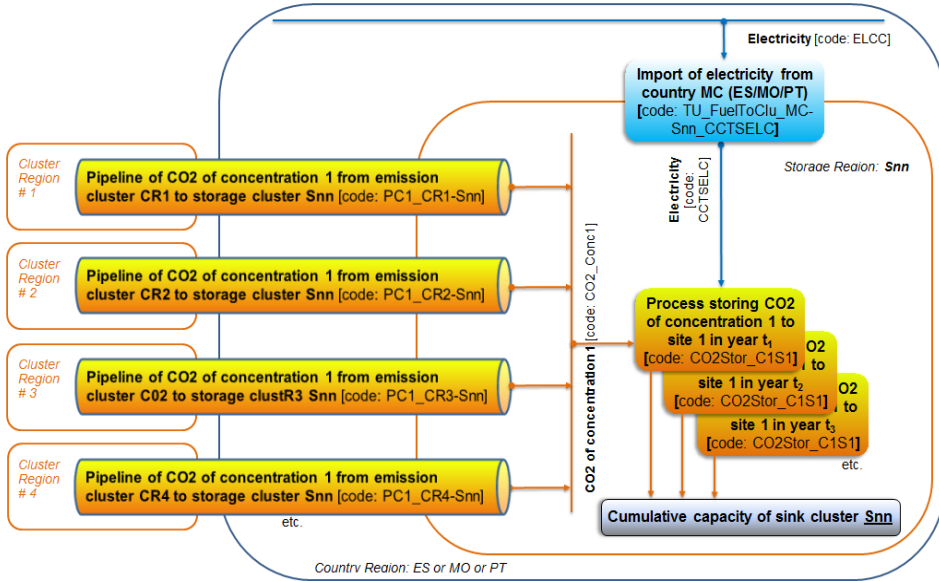 Electricity [code: ELCC]
Import of electricity from
country MC (ES/MO/PT)
[code: TU_FuelToClu_MC-
Snn_CCTSELC]
Storage Region: Snn
Electricity
[code:
CCTSELC]
Cluster
Region
# 1
Pipeline of CO2 of concentration 1 from emission
cluster CR1 to storage cluster Snn [code: PC1_CR1-Snn]
Cluster
Region
# 2
Pipeline of CO2 of concentration 1 from emission
cluster CR2 to storage cluster Snn [code: PC1_CR2-Snn]
Cluster
Region
# 3
Pipeline of CO2 of concentration 1 from emission
cluster C02 to storage clustR3 Snn [code: PC1_CR3-Snn]
Cluster
Region
# 4
Pipeline of CO2 of concentration 1 from emission
cluster CR4 to storage cluster Snn [code: PC1_CR4-Snn]
etc.
CO2 of concentration 1 [code: CO2_Conc1]
Process storing CO2
of concentration 1 to
site 1 in year t1
[code: CO2Stor_C1S1]
O2
1 to
site 1 in year t2
[code: CO2Stor_C1S1]
O2
1 to
site 1 in year t3
[code: CO2Stor_C1S1]
etc.
Cumulative capacity of sink cluster Snn
Country Region: ES or MO or PT